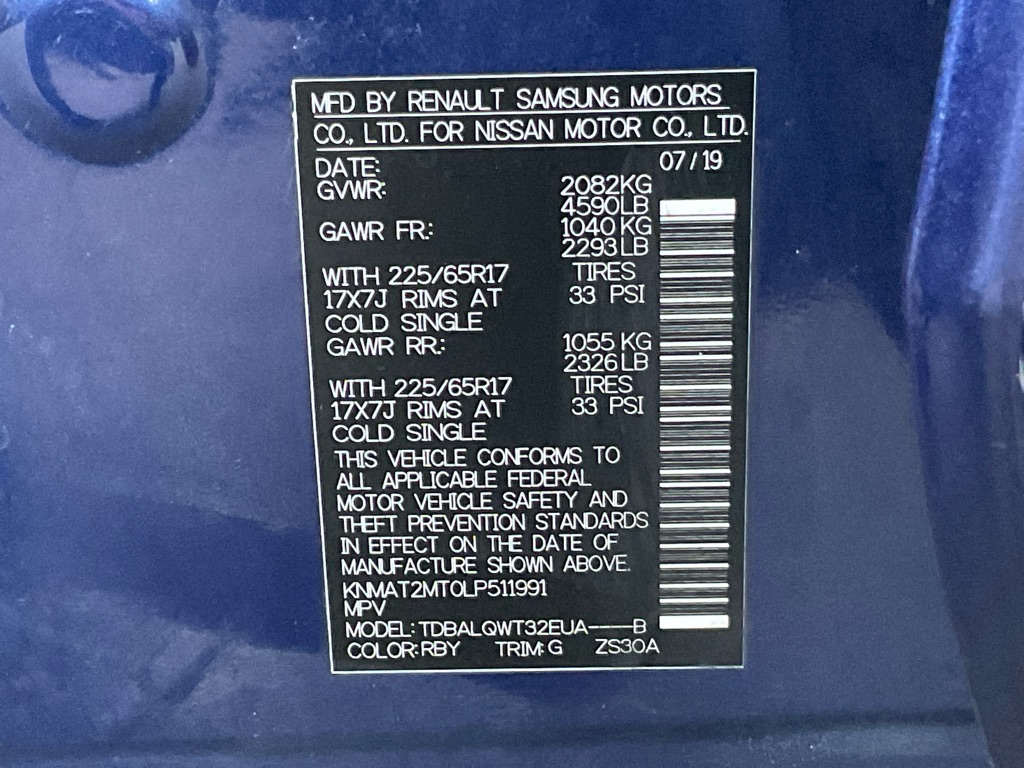 MFD BY RENAULT SAMSUNG MOTORS
CO., LTD. FOR NISSAN MOTOR CO., LTD.
DATE: 07 / 19
GVWR: 2082KG
4590LB
GAWR FR.: 1040 KG
2293LB
WITH 225/65R17 TIRES
17X7J RIMS AT 33 PSI
COLD SINGLE
GAWR RR.: 1055 KG
2326LB
WITH 225/65R17 TIRES
17X7J RIMS AT 33 PSI
COLD SINGLE
THIS VEHICLE CONFORMS TO
ALL APPLICABLE FEDERAL
MOTOR VEHICLE SAFETY AND
THEFT PREVENTION STANDARDS
IN EFFECT ON THE DATE OF
MANUFACTURE SHOWN ABOVE.
KNMAT2MT0LP511991
MPV
MODEL: TDBALQWT32EUA----B
COLOR:RBY TRIM:G ZS30A